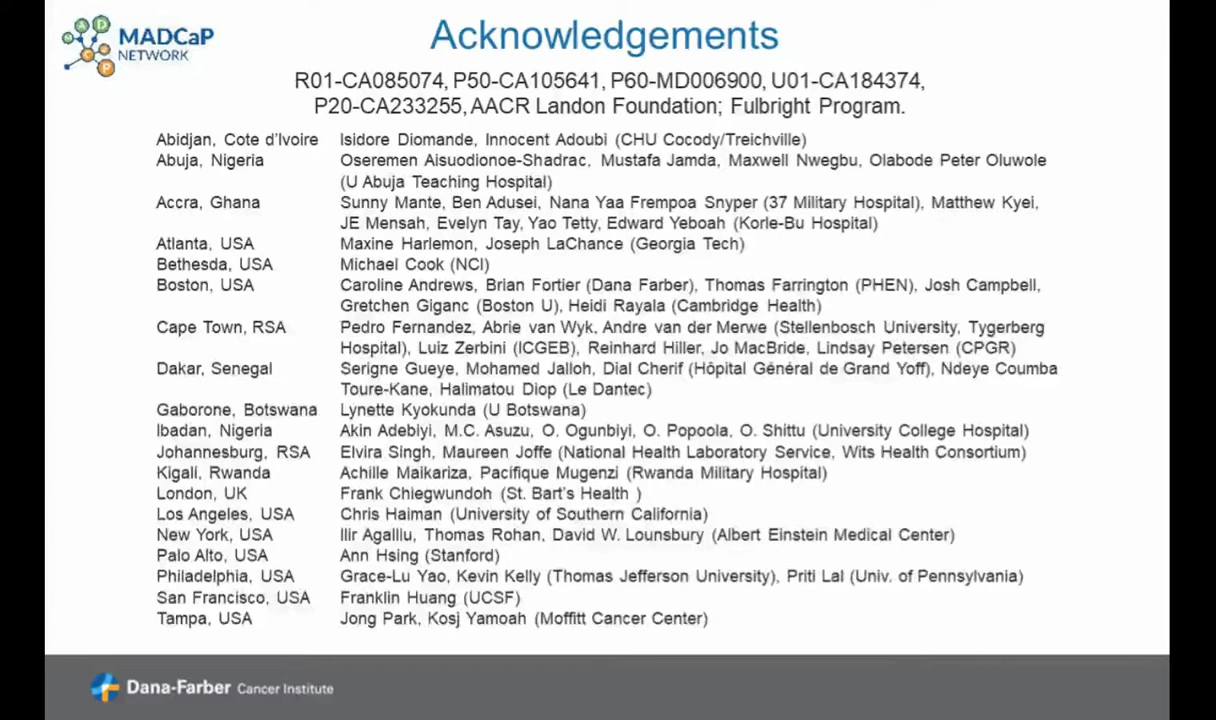 MADCaP
NETWORK
Acknowledgements
R01-CA085074, P50-CA105641, P60-MD006900, U01-CA184374,
P20-CA233255, AACR Landon Foundation; Fulbright Program.
Abidjan, Cote d'Ivoire Isidore Diomande, Innocent Adoubi (CHU Cocody/Treichville)
Abuja, Nigeria Oseremen Aisuodionoe-Shadrac, Mustafa Jamda, Maxwell Nwegbu, Olabode Peter Oluwole
(U Abuja Teaching Hospital)
Accra, Ghana Sunny Mante, Ben Adusei, Nana Yaa Frempoa Snyper (37 Military Hospital), Matthew Kyei,
JE Mensah, Evelyn Tay, Yao Tetty, Edward Yeboah (Korle-Bu Hospital)
Atlanta, USA Maxine Harlemon, Joseph LaChance (Georgia Tech)
Bethesda, USA Michael Cook (NCI)
Boston, USA Caroline Andrews, Brian Fortier (Dana Farber), Thomas Farrington (PHEN), Josh Campbell,
Gretchen Giganc (Boston U), Heidi Rayala (Cambridge Health)
Cape Town, RSA Pedro Fernandez, Abrie van Wyk, Andre van der Merwe (Stellenbosch University, Tygerberg
Hospital), Luiz Zerbini (ICGEB), Reinhard Hiller, Jo MacBride, Lindsay Petersen (CPGR)
Dakar, Senegal Serigne Gueye, Mohamed Jalloh, Dial Cherif (Hôpital Général de Grand Yoff), Ndeye Coumba
Toure-Kane, Halimatou Diop (Le Dantec)
Gaborone, Botswana Lynette Kyokunda (U Botswana)
Ibadan, Nigeria Akin Adebiyi, M.C. Asuzu, O. Ogunbiyi, O. Popoola, O. Shittu (University College Hospital)
Johannesburg, RSA Elvira Singh, Maureen Joffe (National Health Laboratory Service, Wits Health Consortium)
Kigali, Rwanda Achille Maikariza, Pacifique Mugenzi (Rwanda Military Hospital)
London, UK Frank Chiegwundoh (St. Bart's Health )
Los Angeles, USA Chris Haiman (University of Southern California)
New York, USA Ilir Agalliu, Thomas Rohan, David W. Lounsbury (Albert Einstein Medical Center)
Palo Alto, USA Ann Hsing (Stanford)
Philadelphia, USA Grace-Lu Yao, Kevin Kelly (Thomas Jefferson University), Priti Lal (Univ. of Pennsylvania)
San Francisco, USA Franklin Huang (UCSF)
Tampa, USA Jong Park, Kosj Yamoah (Moffitt Cancer Center)
Dana-Farber Cancer Institute